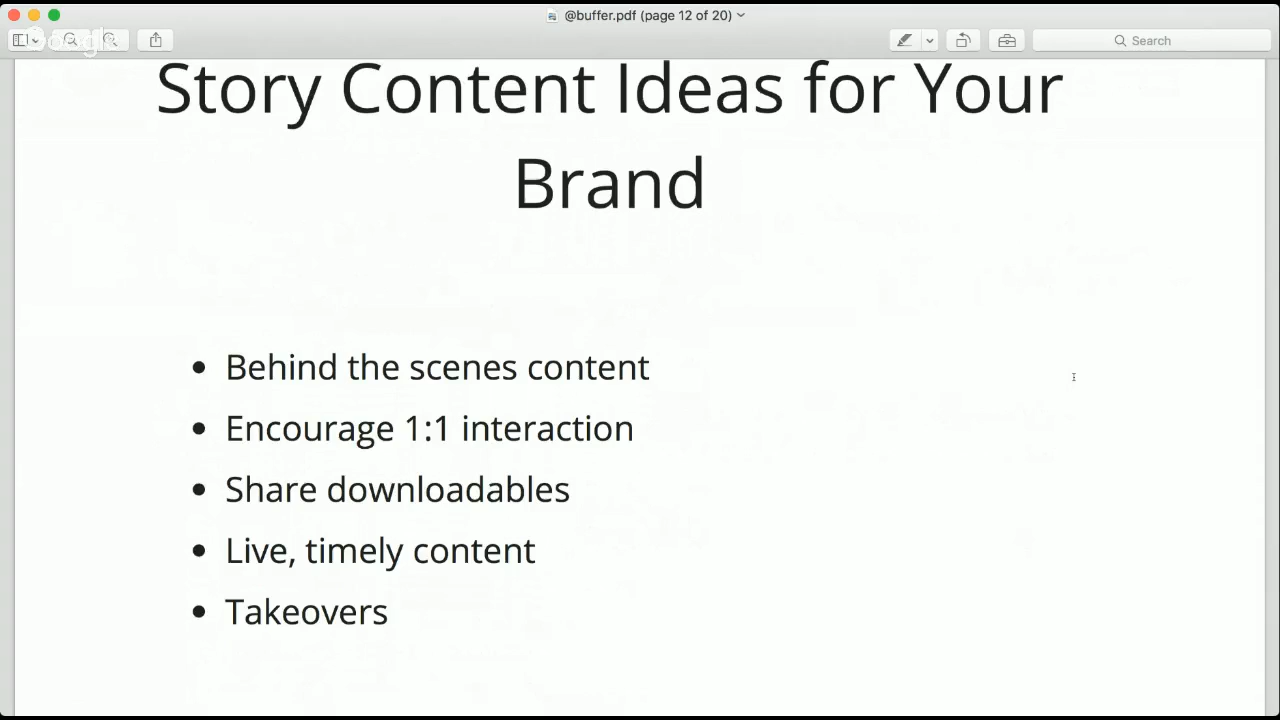 @buffer.pdf (page 12 of 20)
Google
Search
Story Content Ideas for Your
Brand
• Behind the scenes content
• Encourage 1:1 interaction
• Share downloadables
• Live, timely content
• Takeovers